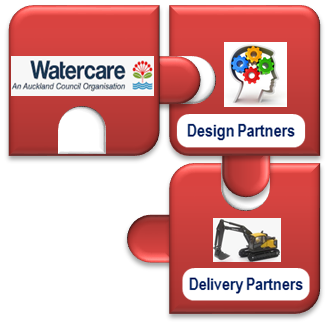 Watercare
An Auckland Council Organisation
Design Partners
Delivery Partners